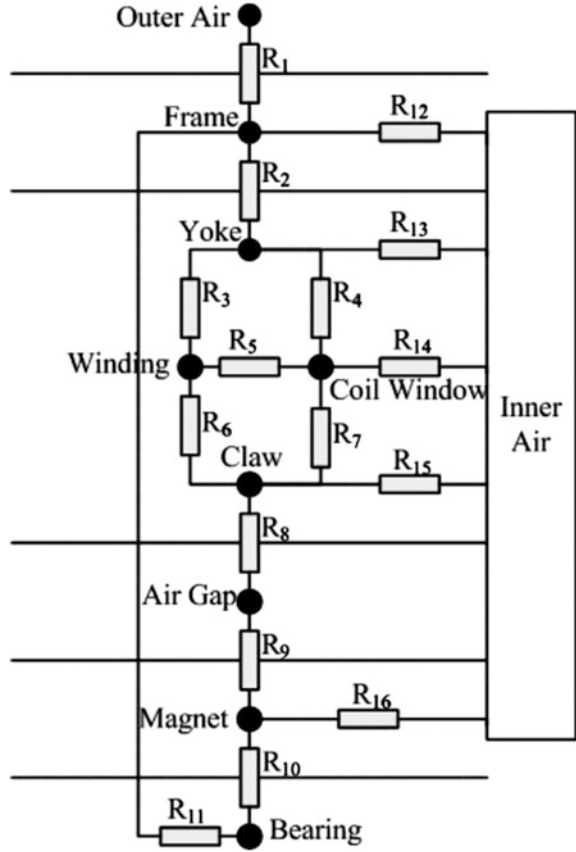 Outer Air
R1
Frame
R12
R2
Yoke
R13
R3
R4
Winding
R5
R14
Coil Window
Inner
Air
R6
R7
Claw
R15
R8
Air Gap
R9
Magnet
R16
R10
R11
Bearing